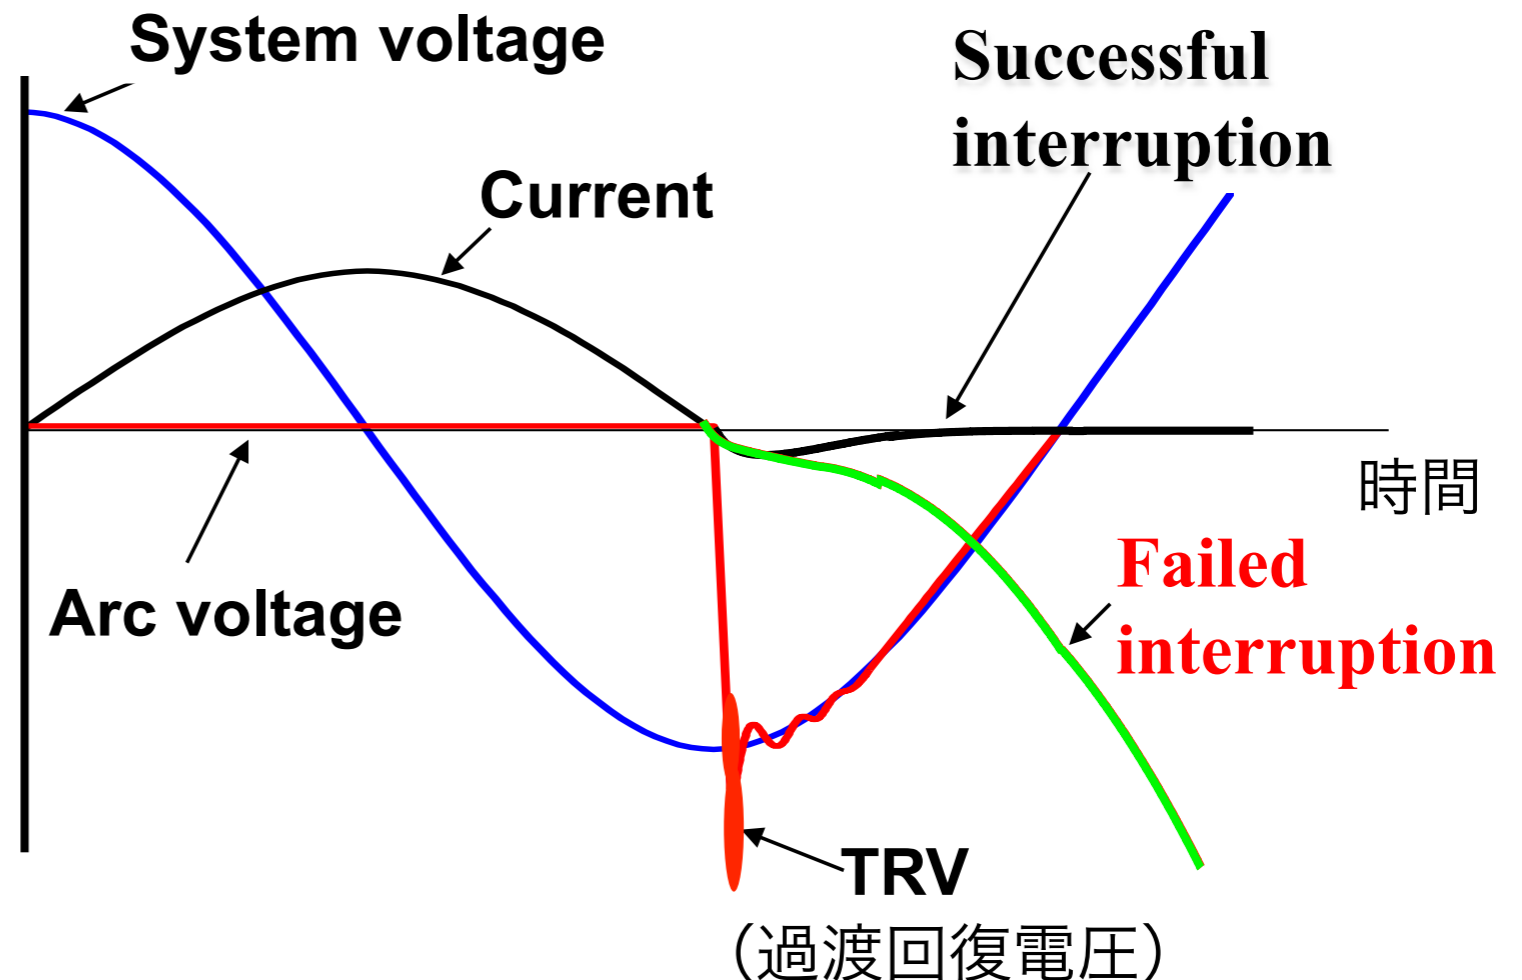 System voltage
Successful
interruption
Current
時間
Failed
interruption
Arc voltage
TRV
（過渡回復電圧）